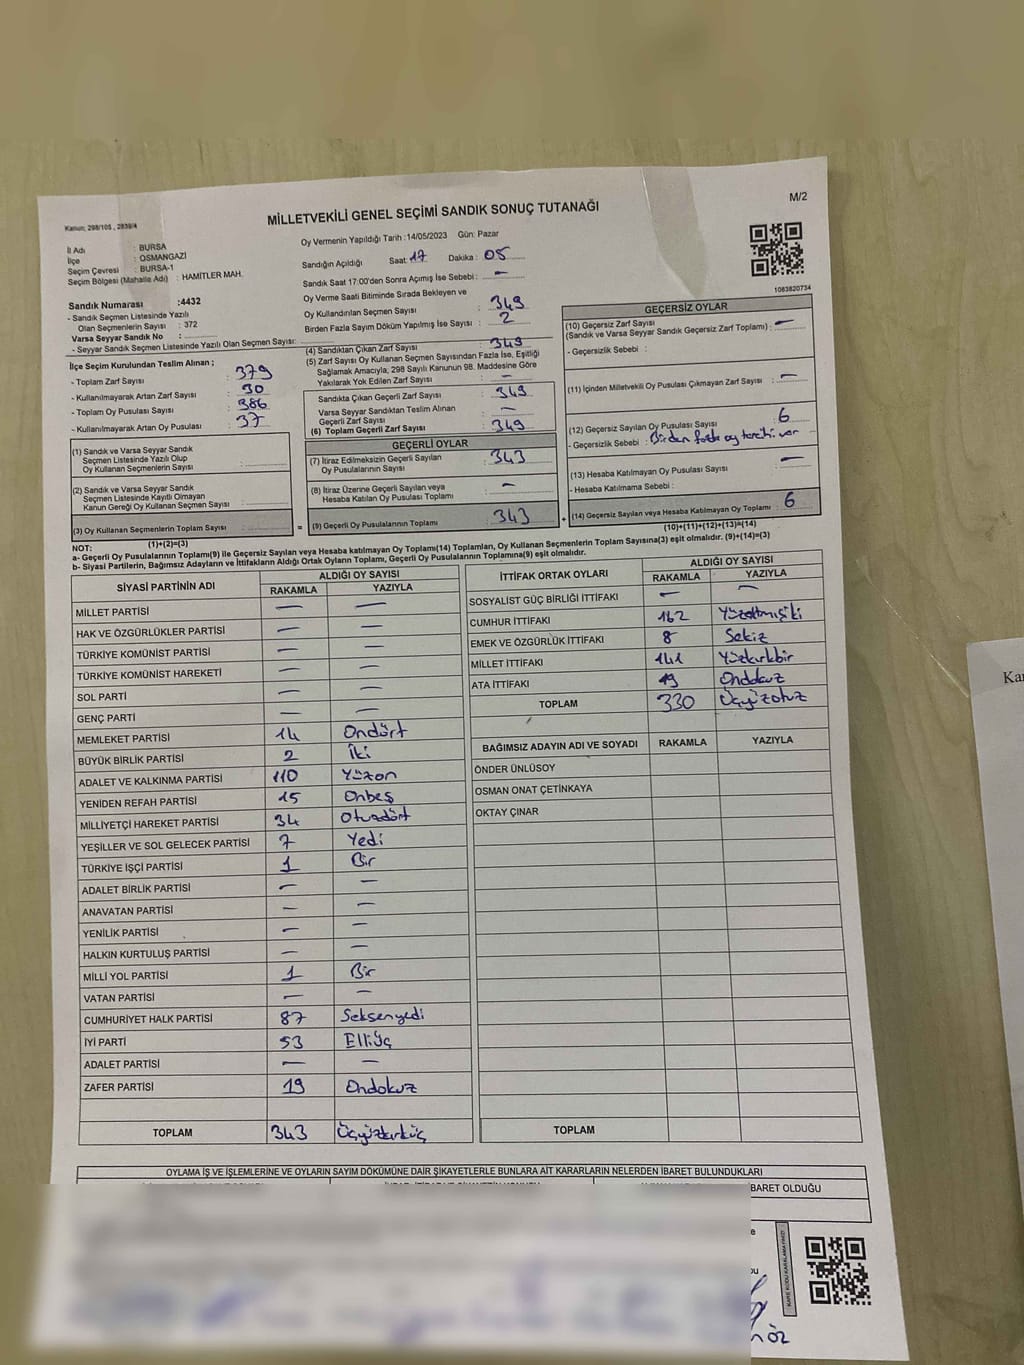 M/2
Kanun; 298/105 , 2839/4
MİLLETVEKİLİ GENEL SEÇİMİ SANDIK SONUÇ TUTANAĞI
İl Adı : BURSA
İlçe : OSMANGAZİ
Seçim Çevresi : BURSA-1
Seçim Bölgesi (Mahalle Adı) : HAMİTLER MAH.
Sandık Numarası :4432
- Sandık Seçmen Listesinde Yazılı
Olan Seçmenlerin Sayısı : 372
Varsa Seyyar Sandık No :
- Seyyar Sandık Seçmen Listesinde Yazılı Olan Seçmen Sayısı:
İlçe Seçim Kurulundan Teslim Alınan ;
- Toplam Zarf Sayısı : 379
- Kullanılmayarak Artan Zarf Sayısı : 30
- Toplam Oy Pusulası Sayısı : 386
- Kullanılmayarak Artan Oy Pusulası : 37
(1) Sandık ve Varsa Seyyar Sandık
Seçmen Listesinde Yazılı Olup
Oy Kullanan Seçmenlerin Sayısı :
(2) Sandık ve Varsa Seyyar Sandık
Seçmen Listesinde Kayıtlı Olmayan
Kanun Gereği Oy Kullanan Seçmen Sayısı :
(3) Oy Kullanan Seçmenlerin Toplam Sayısı :
(1)+(2)=(3)
Oy Vermenin Yapıldığı Tarih :14/05/2023 Gün: Pazar
Sandığın Açıldığı Saat : 17 Dakika : 05
Sandık Saat 17:00'den Sonra Açılmış İse Sebebi : —
Oy Verme Saati Bitiminde Sırada Bekleyen ve
Oy Kullandırılan Seçmen Sayısı : 349
Birden Fazla Sayım Döküm Yapılmış İse Sayısı : 2
(4) Sandıktan Çıkan Zarf Sayısı : 349
(5) Zarf Sayısı Oy Kullanan Seçmen Sayısından Fazla İse, Eşitliği
Sağlamak Amacıyla, 298 Sayılı Kanunun 98. Maddesine Göre
Yakılarak Yok Edilen Zarf Sayısı : —
Sandıkta Çıkan Geçerli Zarf Sayısı : 349
Varsa Seyyar Sandıktan Teslim Alınan
Geçerli Zarf Sayısı : —
(6) Toplam Geçerli Zarf Sayısı : 349
GEÇERLİ OYLAR
(7) İtiraz Edilmeksizin Geçerli Sayılan
Oy Pusulalarının Sayısı : 343
(8) İtiraz Üzerine Geçerli Sayılan veya
Hesaba Katılan Oy Pusulası Toplamı : —
= (9) Geçerli Oy Pusulalarının Toplamı : 343
1083820734
GEÇERSİZ OYLAR
(10) Geçersiz Zarf Sayısı
(Sandık ve Varsa Seyyar Sandık Geçersiz Zarf Toplamı) : —
- Geçersizlik Sebebi :
(11) İçinden Milletvekili Oy Pusulası Çıkmayan Zarf Sayısı : —
(12) Geçersiz Sayılan Oy Pusulası Sayısı : 6
- Geçersizlik Sebebi : Birden fazla oy tercihi var
(13) Hesaba Katılmayan Oy Pusulası Sayısı : —
- Hesaba Katılmama Sebebi :
+ (14) Geçersiz Sayılan veya Hesaba Katılmayan Oy Toplamı : 6
(10)+(11)+(12)+(13)=(14)
NOT:
a- Geçerli Oy Pusulalarının Toplamı(9) ile Geçersiz Sayılan veya Hesaba katılmayan Oy Toplamı(14) Toplamları, Oy Kullanan Seçmenlerin Toplam Sayısına(3) eşit olmalıdır. (9)+(14)=(3)
b- Siyasi Partilerin, Bağımsız Adayların ve İttifakların Aldığı Ortak Oyların Toplamı, Geçerli Oy Pusulalarının Toplamına(9) eşit olmalıdır.
SİYASİ PARTİNİN ADI ALDIĞI OY SAYISI
RAKAMLA YAZIYLA
MİLLET PARTİSİ — —
HAK VE ÖZGÜRLÜKLER PARTİSİ — —
TÜRKİYE KOMÜNİST PARTİSİ — —
TÜRKİYE KOMÜNİST HAREKETİ — —
SOL PARTİ — —
GENÇ PARTİ — —
MEMLEKET PARTİSİ 14 Ondört
BÜYÜK BİRLİK PARTİSİ 2 İki
ADALET VE KALKINMA PARTİSİ 110 Yüzon
YENİDEN REFAH PARTİSİ 15 Onbeş
MİLLİYETÇİ HAREKET PARTİSİ 34 Otuzdört
YEŞİLLER VE SOL GELECEK PARTİSİ 7 Yedi
TÜRKİYE İŞÇİ PARTİSİ 1 Bir
ADALET BİRLİK PARTİSİ — —
ANAVATAN PARTİSİ — —
YENİLİK PARTİSİ — —
HALKIN KURTULUŞ PARTİSİ — —
MİLLİ YOL PARTİSİ 1 Bir
VATAN PARTİSİ — —
CUMHURİYET HALK PARTİSİ 87 Seksenyedi
İYİ PARTİ 53 Elliüç
ADALET PARTİSİ — —
ZAFER PARTİSİ 19 Ondokuz
TOPLAM 343 Üçyüzkırküç
İTTİFAK ORTAK OYLARI ALDIĞI OY SAYISI
RAKAMLA YAZIYLA
SOSYALİST GÜÇ BİRLİĞİ İTTİFAKI — —
CUMHUR İTTİFAKI 162 Yüzaltmışiki
EMEK VE ÖZGÜRLÜK İTTİFAKI 8 Sekiz
MİLLET İTTİFAKI 141 Yüzkırkbir
ATA İTTİFAKI 19 Ondokuz
TOPLAM 330 Üçyüzotuz
BAĞIMSIZ ADAYIN ADI VE SOYADI RAKAMLA YAZIYLA
ÖNDER ÜNLÜSOY
OSMAN ONAT ÇETİNKAYA
OKTAY ÇINAR
TOPLAM
OYLAMA İŞ VE İŞLEMLERİNE VE OYLARIN SAYIM DÖKÜMÜNE DAİR ŞİKAYETLERLE BUNLARA AİT KARARLARIN NELERDEN İBARET BULUNDUKLARI
BARET OLDUĞU
KARE KODU KARALAMAYINIZ